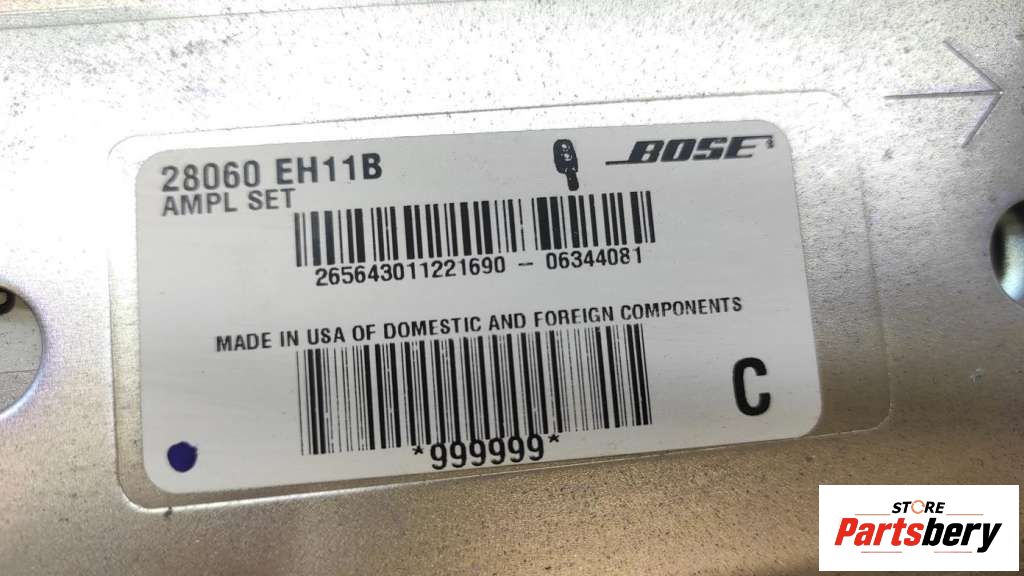 28060 EH11B
AMPL SET
BOSE
265643011221690 - 06344081
MADE IN USA OF DOMESTIC AND FOREIGN COMPONENTS
C
*999999*
STORE
Partsbery